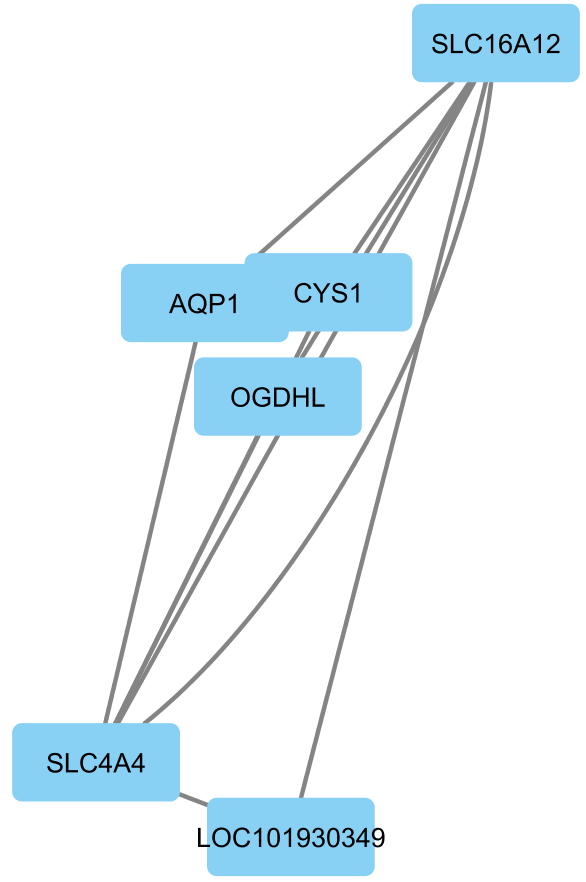 SLC16A12
CYS1
AQP1
OGDHL
SLC4A4
LOC101930349